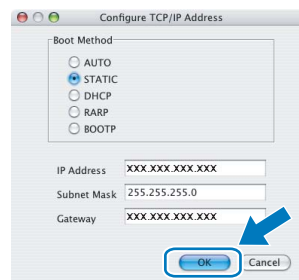 Configure TCP/IP Address
Boot Method
AUTO
STATIC
DHCP
RARP
BOOTP
IP Address XXX.XXX.XXX.XXX
Subnet Mask 255.255.255.0
Gateway XXX.XXX.XXX.XXX
OK Cancel